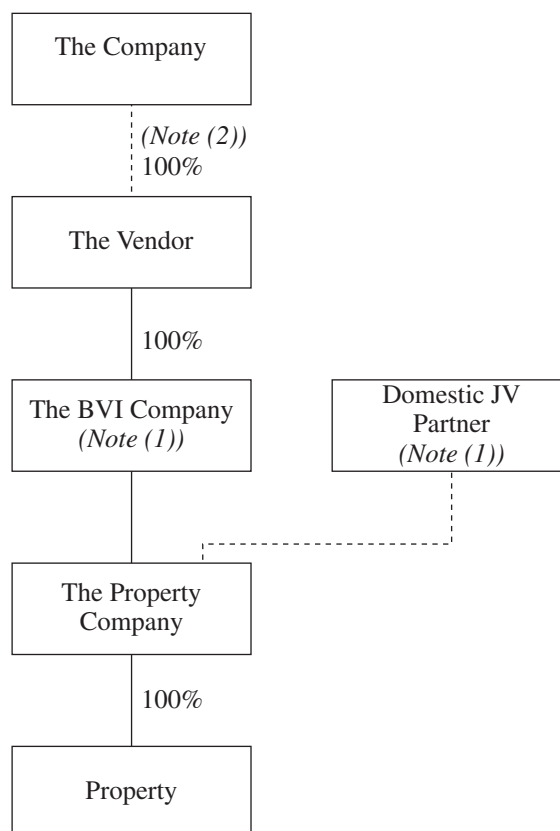 The Company
(Note (2))
100%
The Vendor
100%
The BVI Company
(Note (1))
Domestic JV
Partner
(Note (1))
The Property
Company
100%
Property